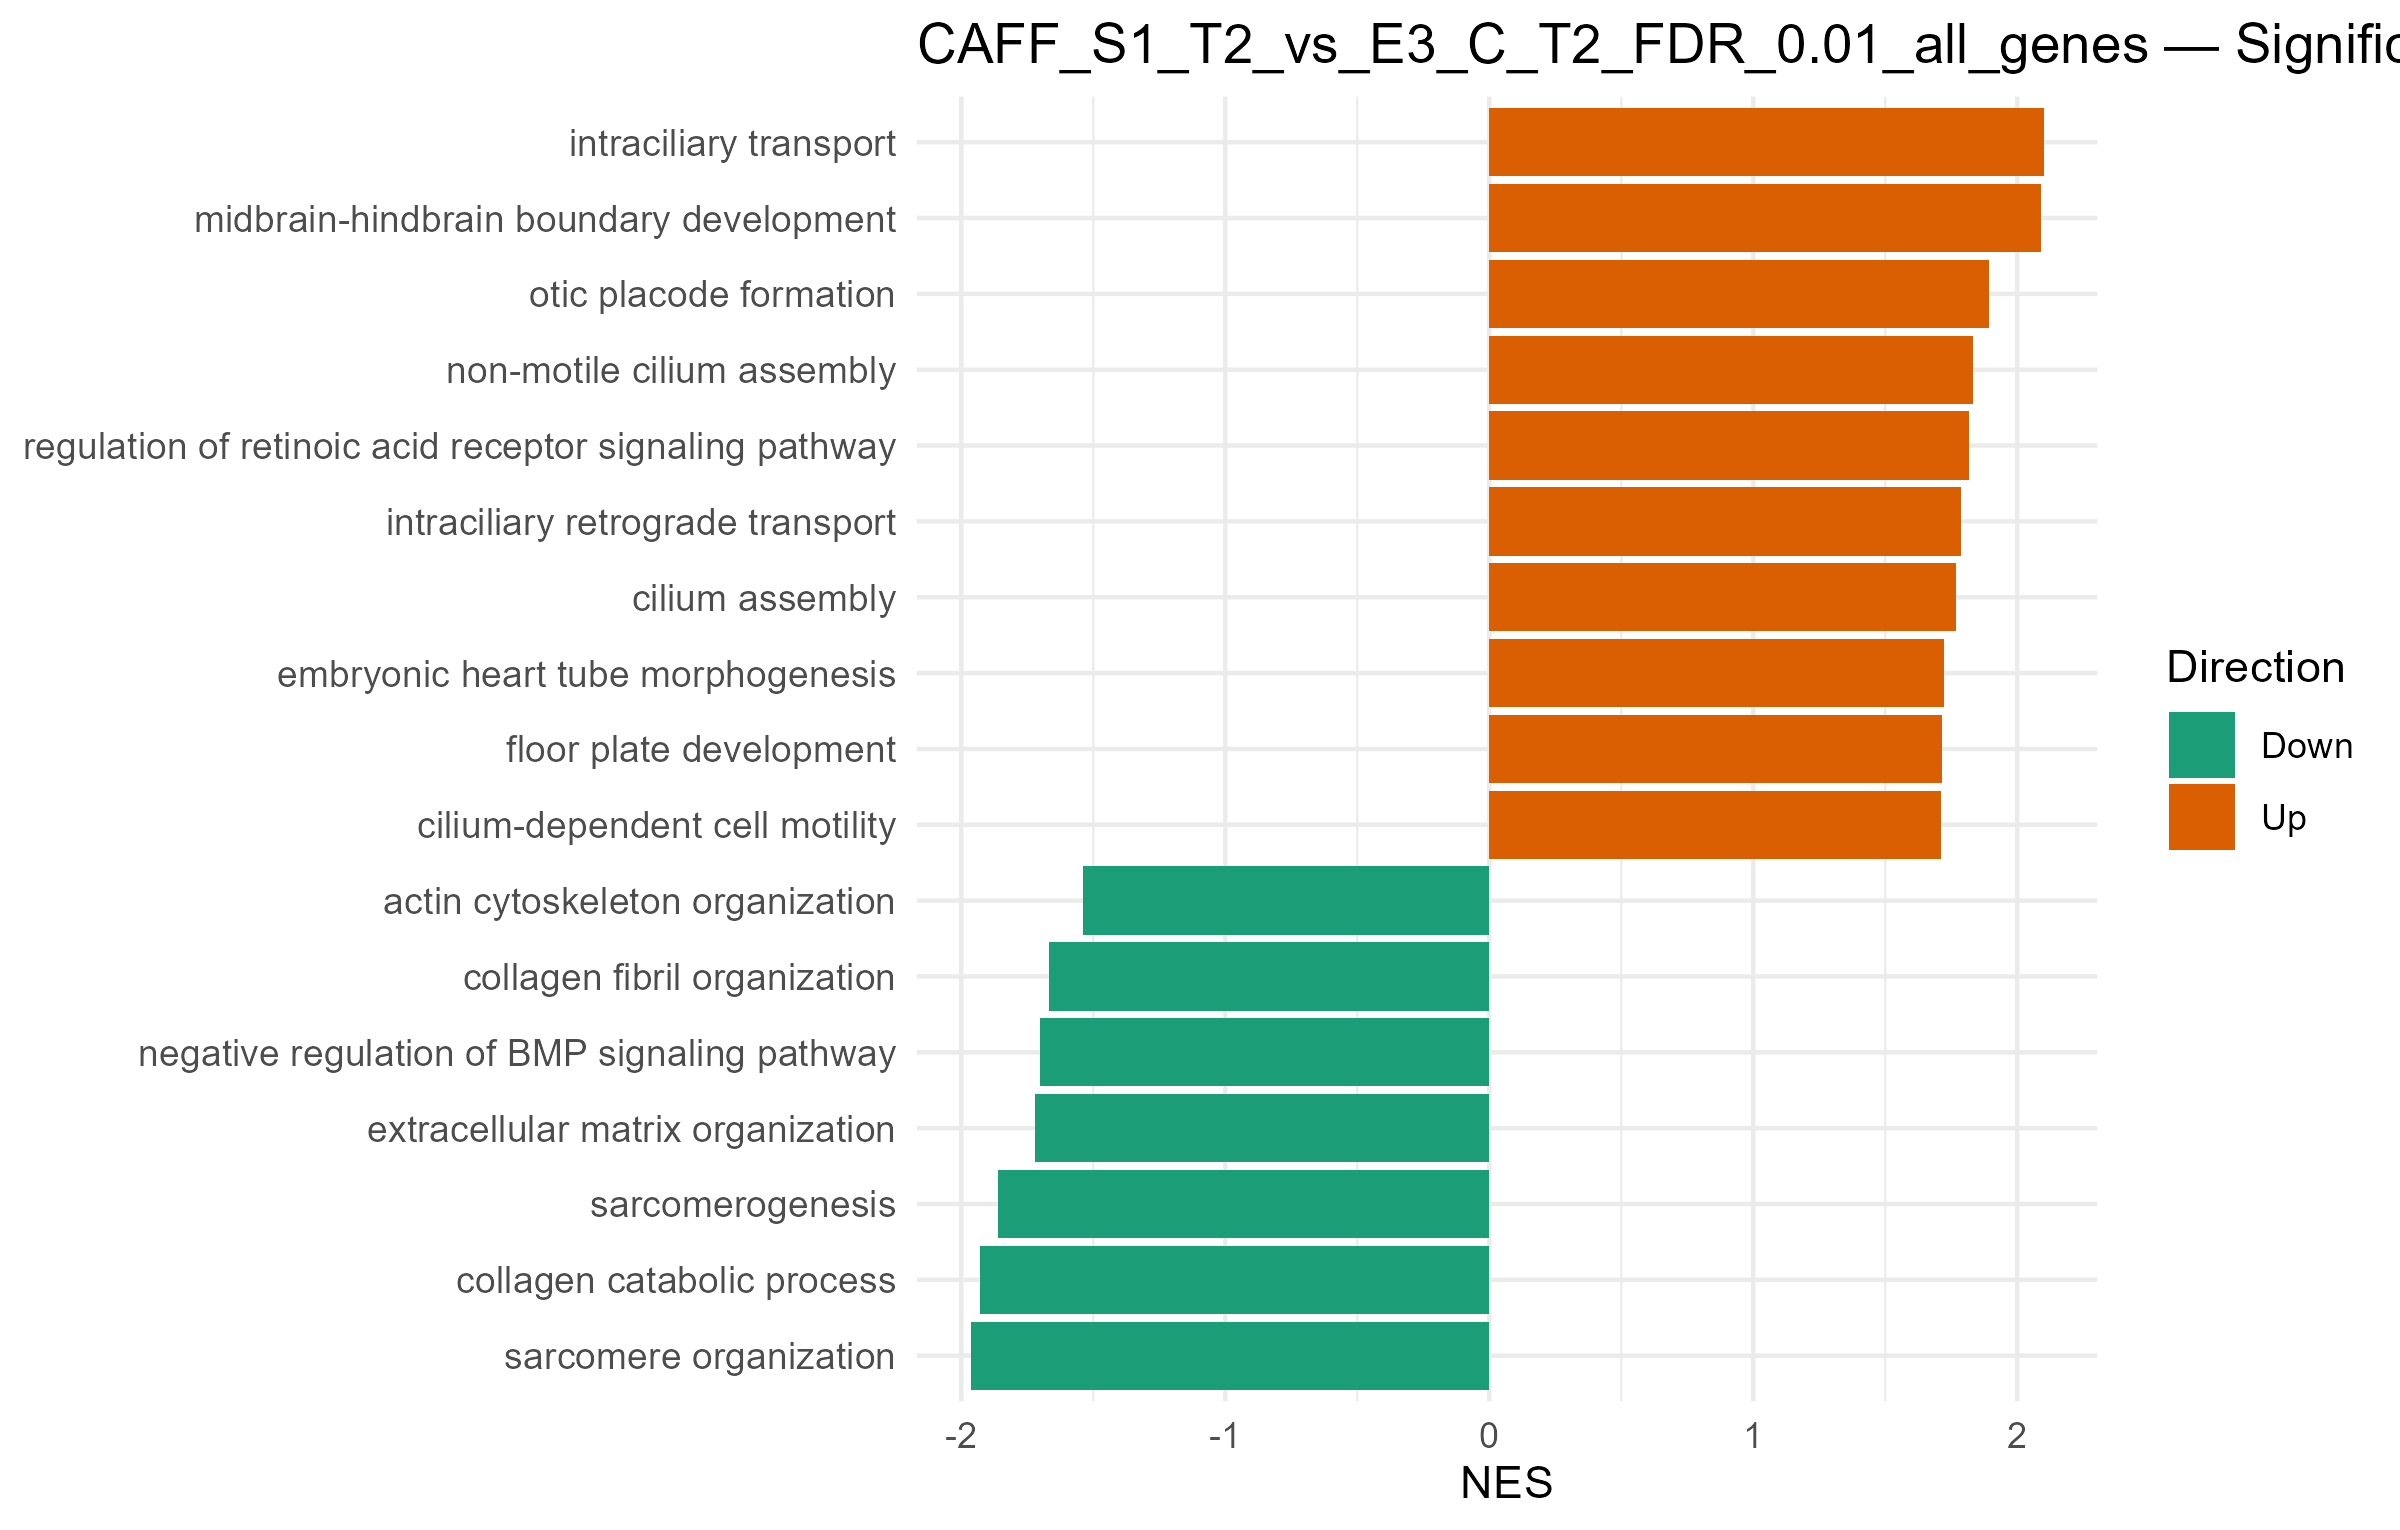 CAFF_S1_T2_vs_E3_C_T2_FDR_0.01_all_genes —
intraciliary transport
midbrain-hindbrain boundary development
otic placode formation
non-motile cilium assembly
regulation of retinoic acid receptor signaling pathway
intraciliary retrograde transport
cilium assembly
embryonic heart tube morphogenesis
floor plate development
cilium-dependent cell motility
actin cytoskeleton organization
collagen fibril organization
negative regulation of BMP signaling pathway
extracellular matrix organization
sarcomerogenesis
collagen catabolic process
sarcomere organization
-2 -1 0 1 2
NES
Direction
Down
Up